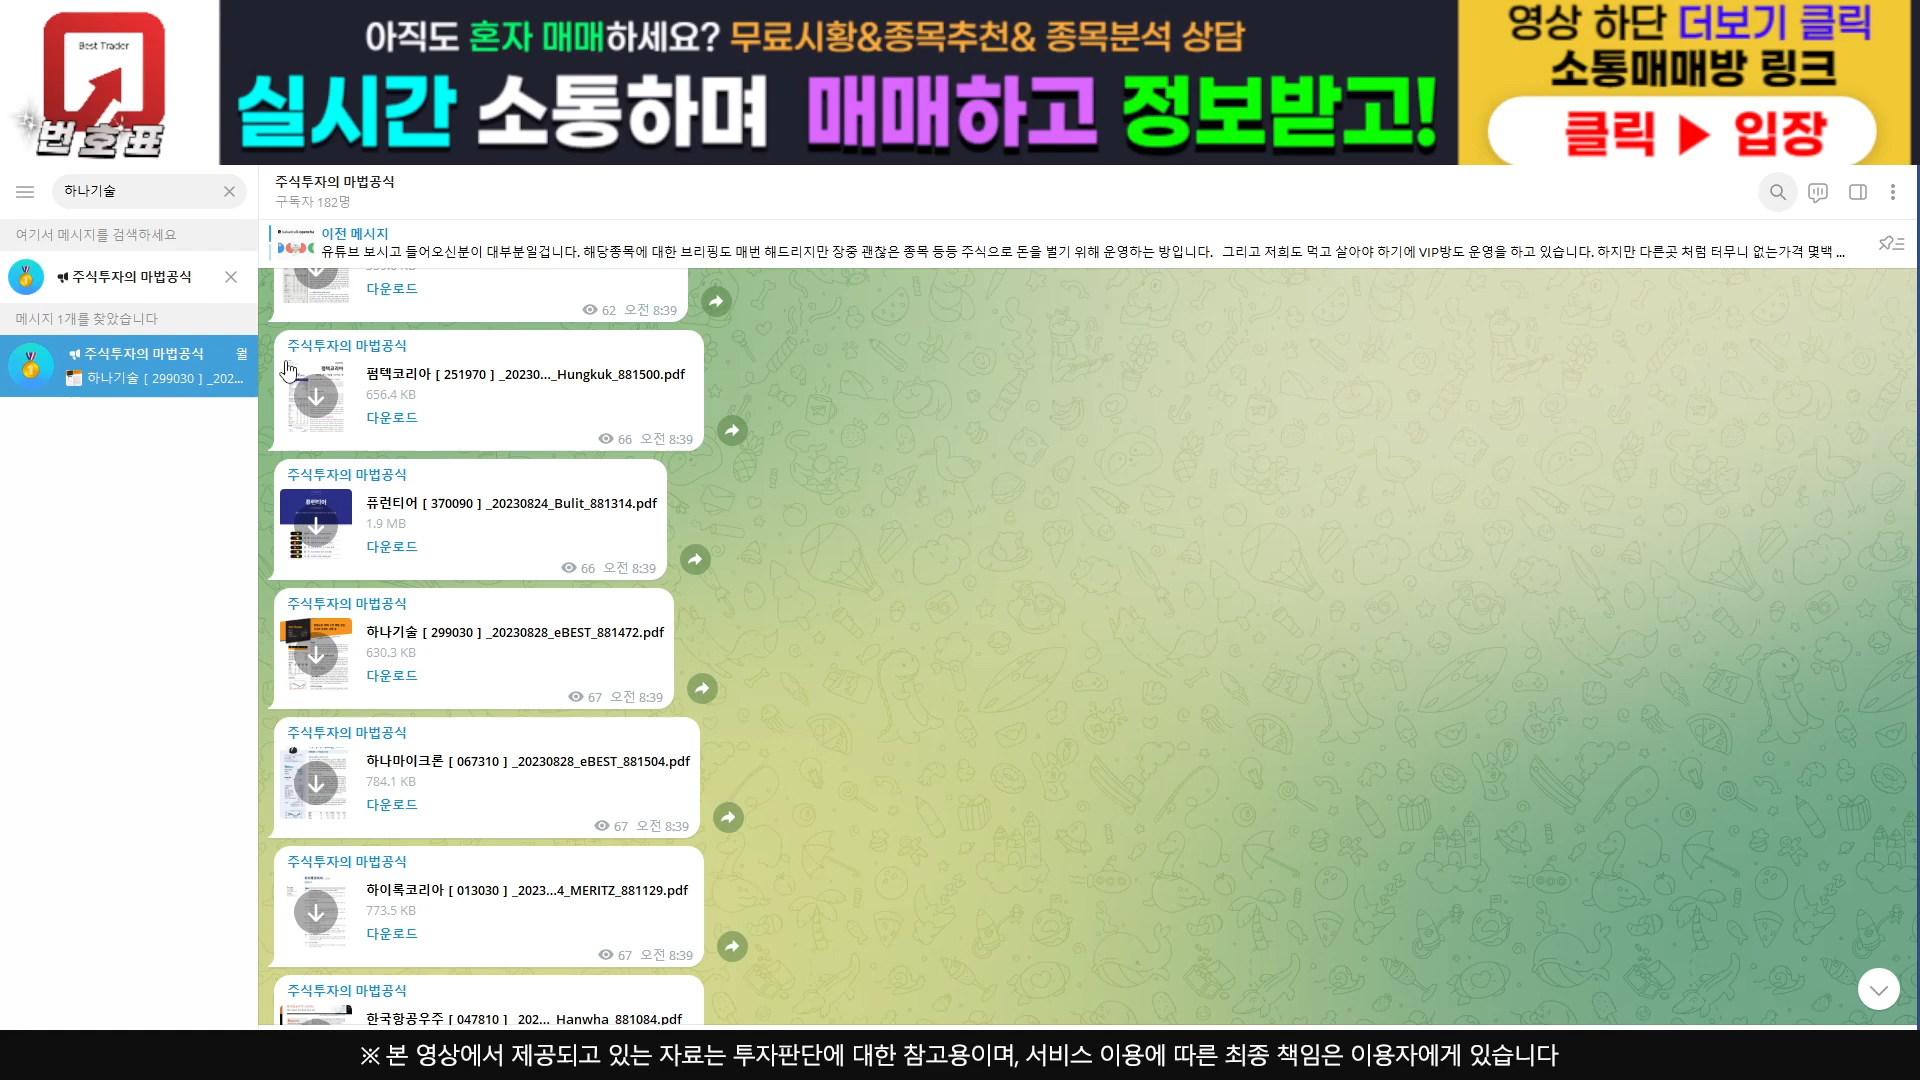 Best Trader
번호표
아직도 혼자 매매하세요? 무료시황&종목추천& 종목분석 상담
실시간 소통하며 매매하고 정보받고!
영상 하단 더보기 클릭
소통매매방 링크
클릭 ▶ 입장
하나기술
여기서 메시지를 검색하세요
주식투자의 마법공식
메시지 1개를 찾았습니다
주식투자의 마법공식 월
하나기술 [ 299030 ] _202...
주식투자의 마법공식
구독자 182명
이전 메시지
유튜브 보시고 들어오신분이 대부분일겁니다. 해당종목에 대한 브리핑도 매번 해드리지만 장중 괜찮은 종목 등등 주식으로 돈을 벌기 위해 운영하는 방입니다. 그리고 저희도 먹고 살아야 하기에 VIP방도 운영을 하고 있습니다. 하지만 다른곳 처럼 터무니 없는가격 몇백 ...
다운로드
62 오전 8:39
주식투자의 마법공식
펌텍코리아 [ 251970 ] _20230..._Hungkuk_881500.pdf
656.4 KB
다운로드
66 오전 8:39
주식투자의 마법공식
퓨런티어
퓨런티어 [ 370090 ] _20230824_Bulit_881314.pdf
1.9 MB
다운로드
66 오전 8:39
주식투자의 마법공식
하나기술 [ 299030 ] _20230828_eBEST_881472.pdf
630.3 KB
다운로드
67 오전 8:39
주식투자의 마법공식
하나마이크론 [ 067310 ] _20230828_eBEST_881504.pdf
784.1 KB
다운로드
67 오전 8:39
주식투자의 마법공식
하이록코리아 [ 013030 ] _2023...4_MERITZ_881129.pdf
773.5 KB
다운로드
67 오전 8:39
주식투자의 마법공식
한국항공우주 [ 047810 ] _202..._Hanwha_881084.pdf
※ 본 영상에서 제공되고 있는 자료는 투자판단에 대한 참고용이며, 서비스 이용에 따른 최종 책임은 이용자에게 있습니다